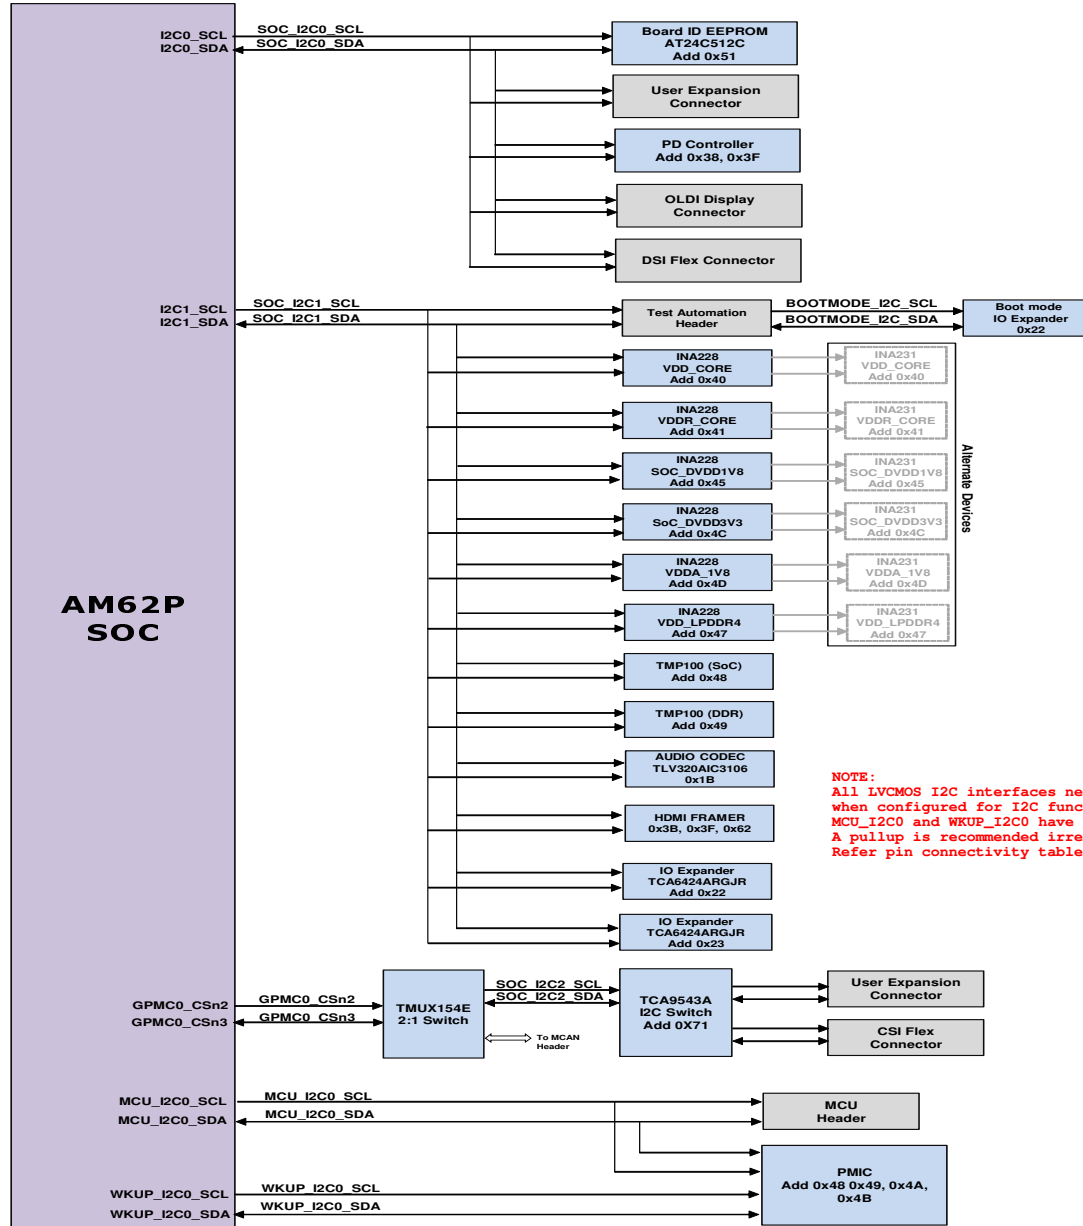 I2C0_SCL
I2C0_SDA
SOC_I2C0_SCL
SOC_I2C0_SDA
Board ID EEPROM
AT24C512C
Add 0x51
User Expansion
Connector
PD Controller
Add 0x38, 0x3F
OLDI Display
Connector
DSI Flex Connector
I2C1_SCL
I2C1_SDA
SOC_I2C1_SCL
SOC_I2C1_SDA
Test Automation
Header
BOOTMODE_I2C_SCL
BOOTMODE_I2C_SDA
Boot mode
IO Expander
0x22
INA228
VDD_CORE
Add 0x40
INA231
VDD_CORE
Add 0x40
INA228
VDDR_CORE
Add 0x41
INA231
VDDR_CORE
Add 0x41
INA228
SOC_DVDD1V8
Add 0x45
INA231
SOC_DVDD1V8
Add 0x45
INA228
SoC_DVDD3V3
Add 0x4C
INA231
SOC_DVDD3V3
Add 0x4C
INA228
VDDA_1V8
Add 0x4D
INA231
VDDA_1V8
Add 0x4D
INA228
VDD_LPDDR4
Add 0x47
INA231
VDD_LPDDR4
Add 0x47
Alternate Devices
AM62P
SOC
TMP100 (SoC)
Add 0x48
TMP100 (DDR)
Add 0x49
AUDIO CODEC
TLV320AIC3106
0x1B
HDMI FRAMER
0x3B, 0x3F, 0x62
IO Expander
TCA6424ARGJR
Add 0x22
IO Expander
TCA6424ARGJR
Add 0x23
NOTE:
All LVCMOS I2C interfaces ne
when configured for I2C func
MCU_I2C0 and WKUP_I2C0 have
A pullup is recommended irre
Refer pin connectivity table
GPMC0_CSn2
GPMC0_CSn3
GPMC0_CSn2
GPMC0_CSn3
TMUX154E
2:1 Switch
SOC_I2C2_SCL
SOC_I2C2_SDA
To MCAN
Header
TCA9543A
I2C Switch
Add 0X71
User Expansion
Connector
CSI Flex
Connector
MCU_I2C0_SCL
MCU_I2C0_SDA
MCU_I2C0_SCL
MCU_I2C0_SDA
MCU
Header
PMIC
Add 0x48 0x49, 0x4A,
0x4B
WKUP_I2C0_SCL
WKUP_I2C0_SDA
WKUP_I2C0 SCL
WKUP_I2C0 SDA